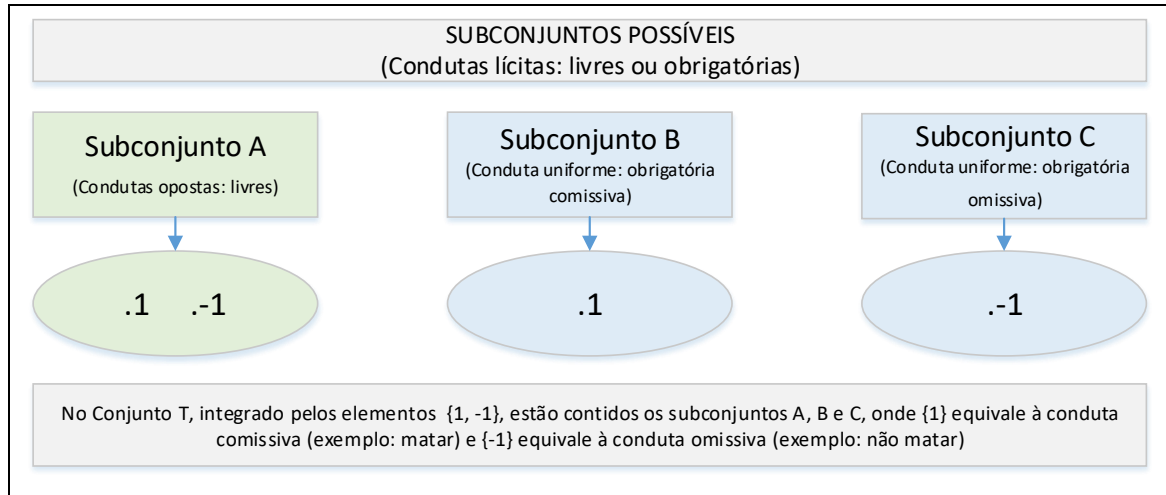 SUBCONJUNTOS POSSÍVEIS
(Condutas lícitas: livres ou obrigatórias)
Subconjunto A
(Condutas opostas: livres)
Subconjunto B
(Conduta uniforme: obrigatória
comissiva)
Subconjunto C
(Conduta uniforme: obrigatória
omissiva)
.1 .-1
.1
.-1
No Conjunto T, integrado pelos elementos {1, -1}, estão contidos os subconjuntos A, B e C, onde {1} equivale à conduta
comissiva (exemplo: matar) e {-1} equivale à conduta omissiva (exemplo: não matar)